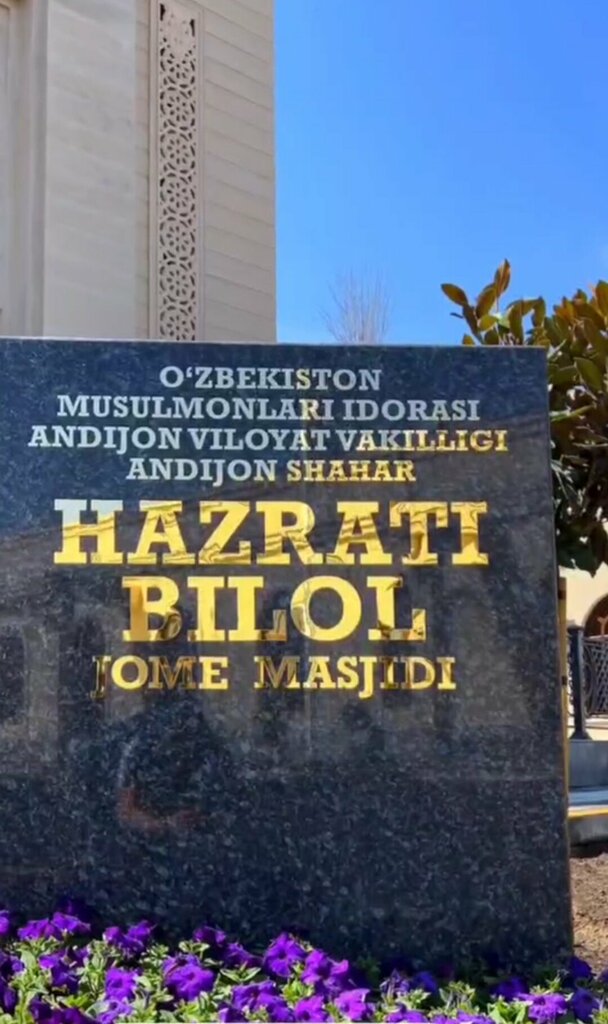 O‘ZBEKISTON
MUSULMONLARI IDORASI
ANDIJON VILOYAT VAKILLIGI
ANDIJON SHAHAR
HAZRATI
BILOL
JOME MASJIDI